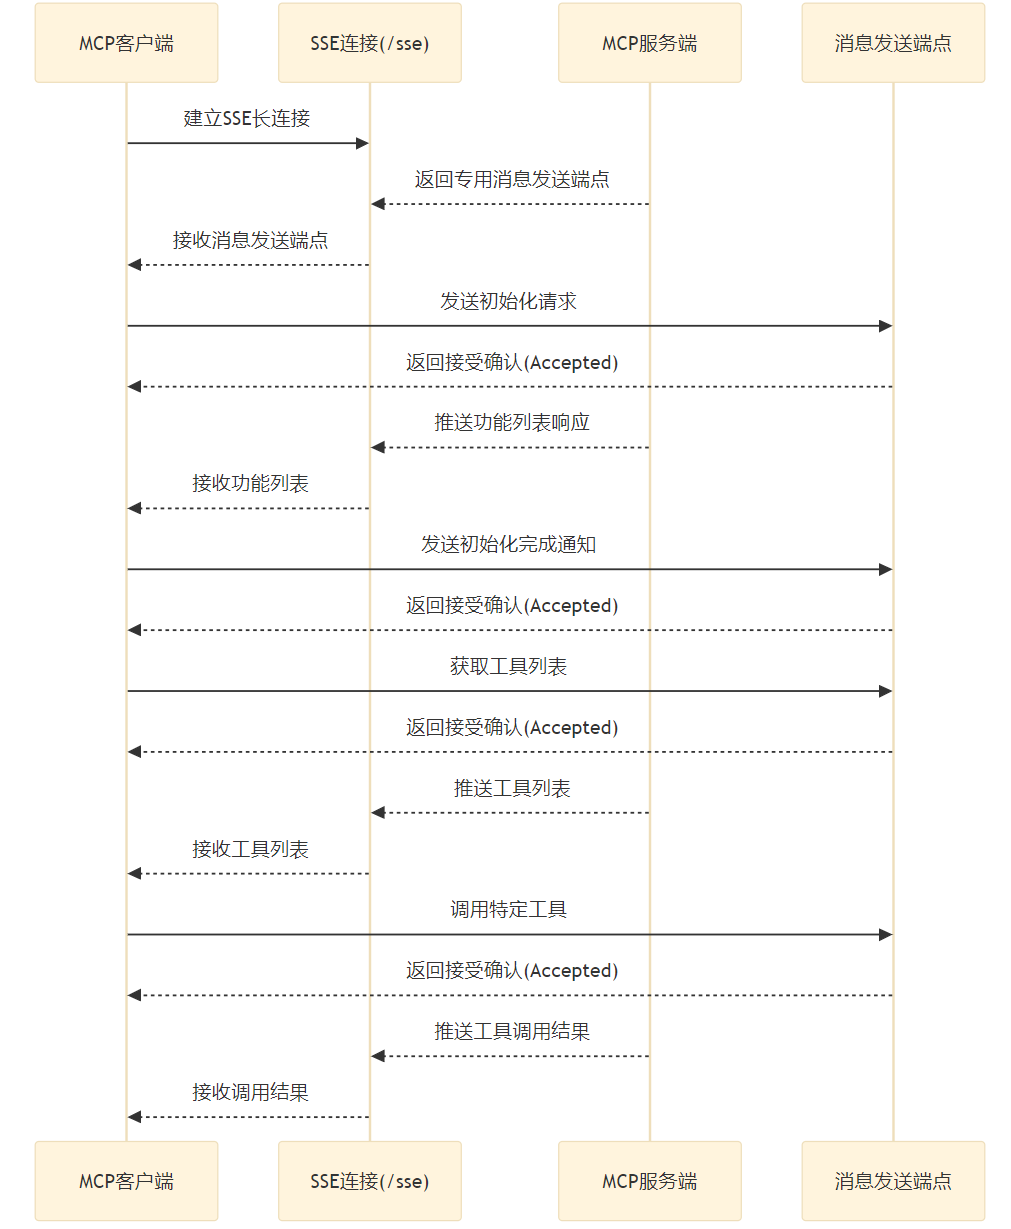 MCP客户端
SSE连接(/sse)
MCP服务端
消息发送端点
建立SSE长连接
返回专用消息发送端点
接收消息发送端点
发送初始化请求
返回接受确认(Accepted)
推送功能列表响应
接收功能列表
发送初始化完成通知
返回接受确认(Accepted)
获取工具列表
返回接受确认(Accepted)
推送工具列表
接收工具列表
调用特定工具
返回接受确认(Accepted)
推送工具调用结果
接收调用结果
MCP客户端
SSE连接(/sse)
MCP服务端
消息发送端点